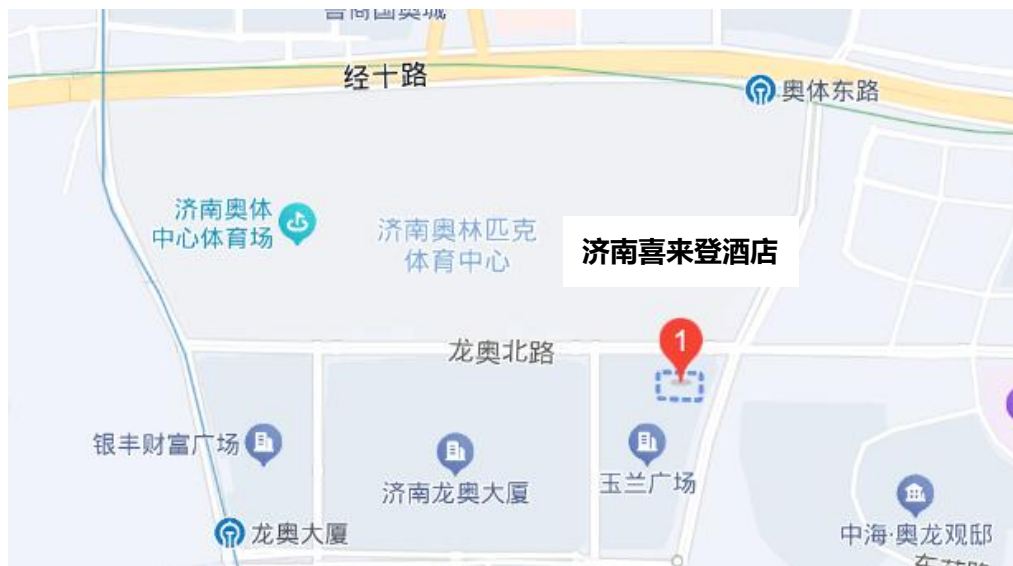 经十路
奥体东路
济南奥体
中心体育场
济南奥林匹克
体育中心
济南喜来登酒店
1
龙奥北路
银丰财富广场
济南龙奥大厦
玉兰广场
龙奥大厦
中海·奥龙观邸